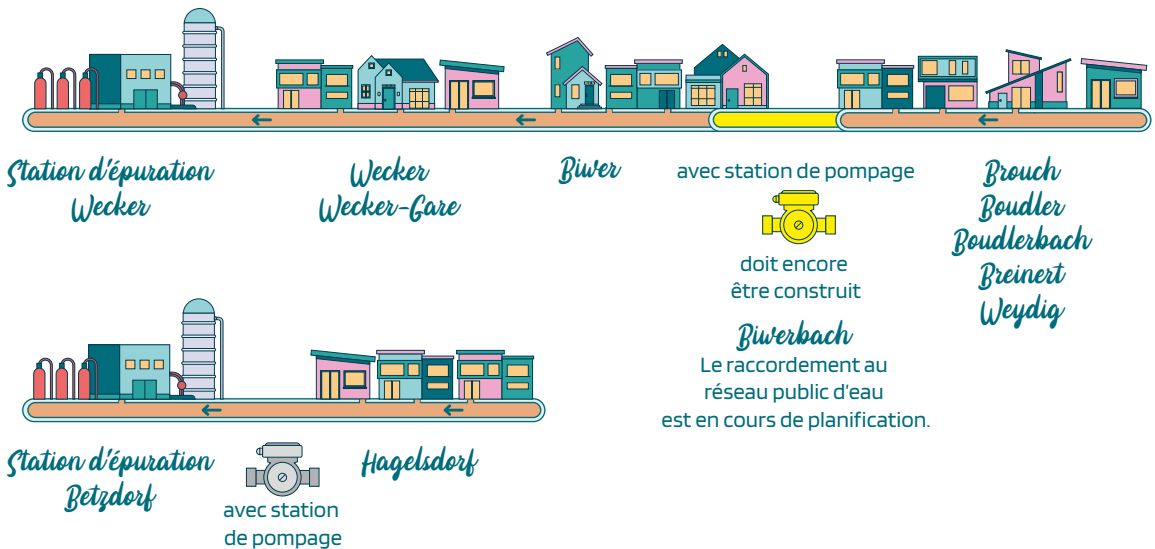 Station d'épuration
Wecker
Wecker
Wecker-Gare
Biwer
avec station de pompage
doit encore
être construit
Biwerbach
Le raccordement au
réseau public d'eau
est en cours de planification.
Brouch
Boudler
Boudlerbach
Breinert
Weydig
Station d'épuration
Betzdorf
avec station
de pompage
Hagelsdorf